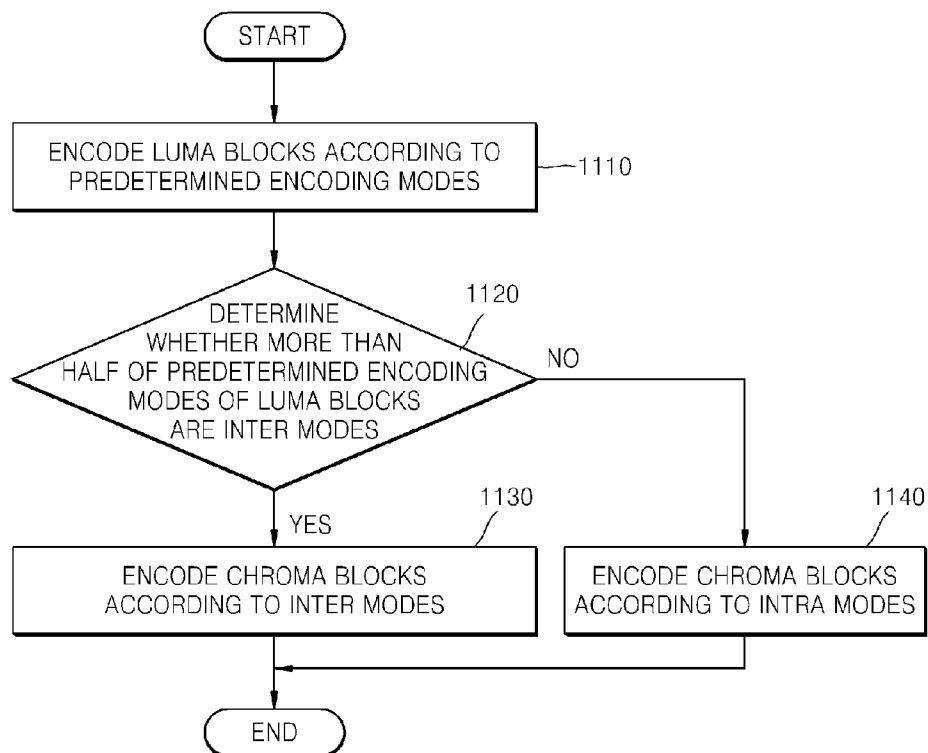 START
ENCODE LUMA BLOCKS ACCORDING TO
PREDETERMINED ENCODING MODES
1110
1120
DETERMINE
WHETHER MORE THAN
HALF OF PREDETERMINED ENCODING
MODES OF LUMA BLOCKS
ARE INTER MODES
NO
YES
1130
ENCODE CHROMA BLOCKS
ACCORDING TO INTER MODES
1140
ENCODE CHROMA BLOCKS
ACCORDING TO INTRA MODES
END